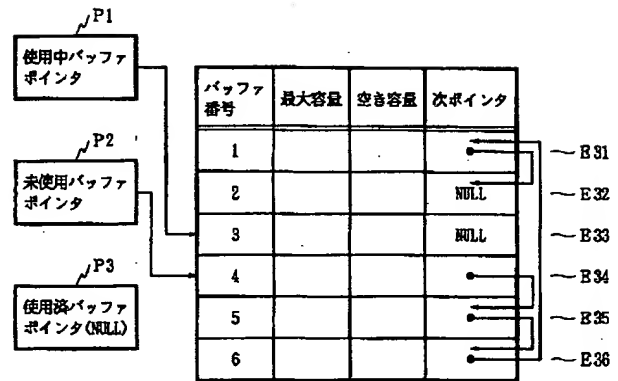 P1
使用中バッファ
ポインタ
P2
未使用バッファ
ポインタ
P3
使用済バッファ
ポインタ(NULL)
バッファ
番号
最大容量
空き容量
次ポインタ
1
E31
2
NULL
E32
3
NULL
E33
4
E34
5
E35
6
E36